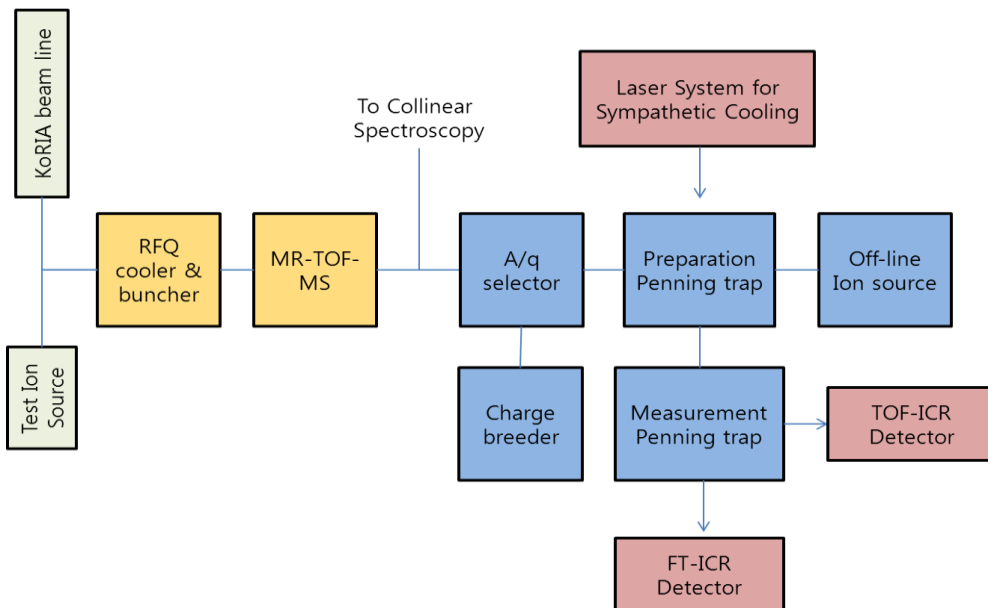 KoRIA beam line
Test Ion
Source
RFQ
cooler &
buncher
MR-TOF-
MS
To Collinear
Spectroscopy
A/q
selector
Charge
breeder
Laser System for
Sympathetic Cooling
Preparation
Penning trap
Off-line
Ion source
Measurement
Penning trap
TOF-ICR
Detector
FT-ICR
Detector